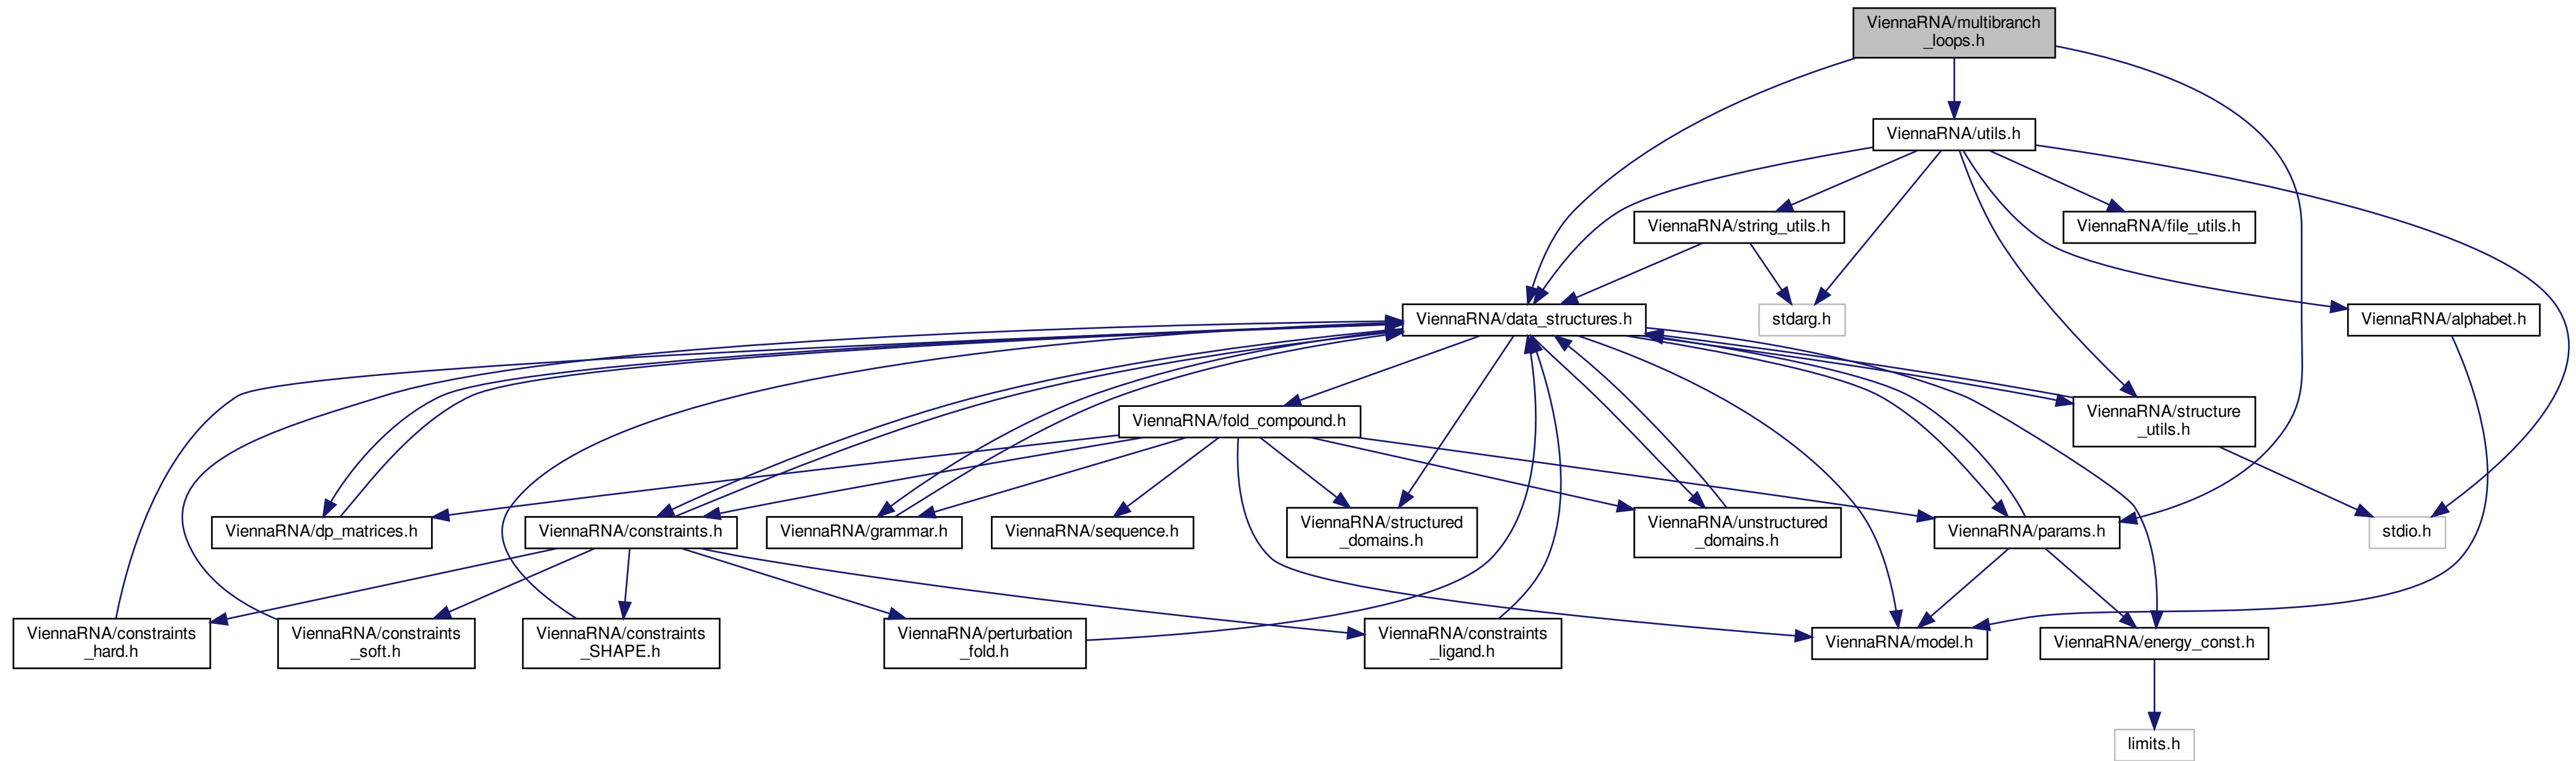 ViennaRNA/multibranch
_loops.h
ViennaRNA/utils.h
ViennaRNA/string_utils.h
ViennaRNA/file_utils.h
ViennaRNA/data_structures.h
stdarg.h
ViennaRNA/alphabet.h
ViennaRNA/fold_compound.h
ViennaRNA/structure
_utils.h
ViennaRNA/dp_matrices.h
ViennaRNA/constraints.h
ViennaRNA/grammar.h
ViennaRNA/sequence.h
ViennaRNA/structured
_domains.h
ViennaRNA/unstructured
_domains.h
ViennaRNA/params.h
stdio.h
ViennaRNA/constraints
_hard.h
ViennaRNA/constraints
_soft.h
ViennaRNA/constraints
_SHAPE.h
ViennaRNA/perturbation
_fold.h
ViennaRNA/constraints
_ligand.h
ViennaRNA/model.h
ViennaRNA/energy_const.h
limits.h